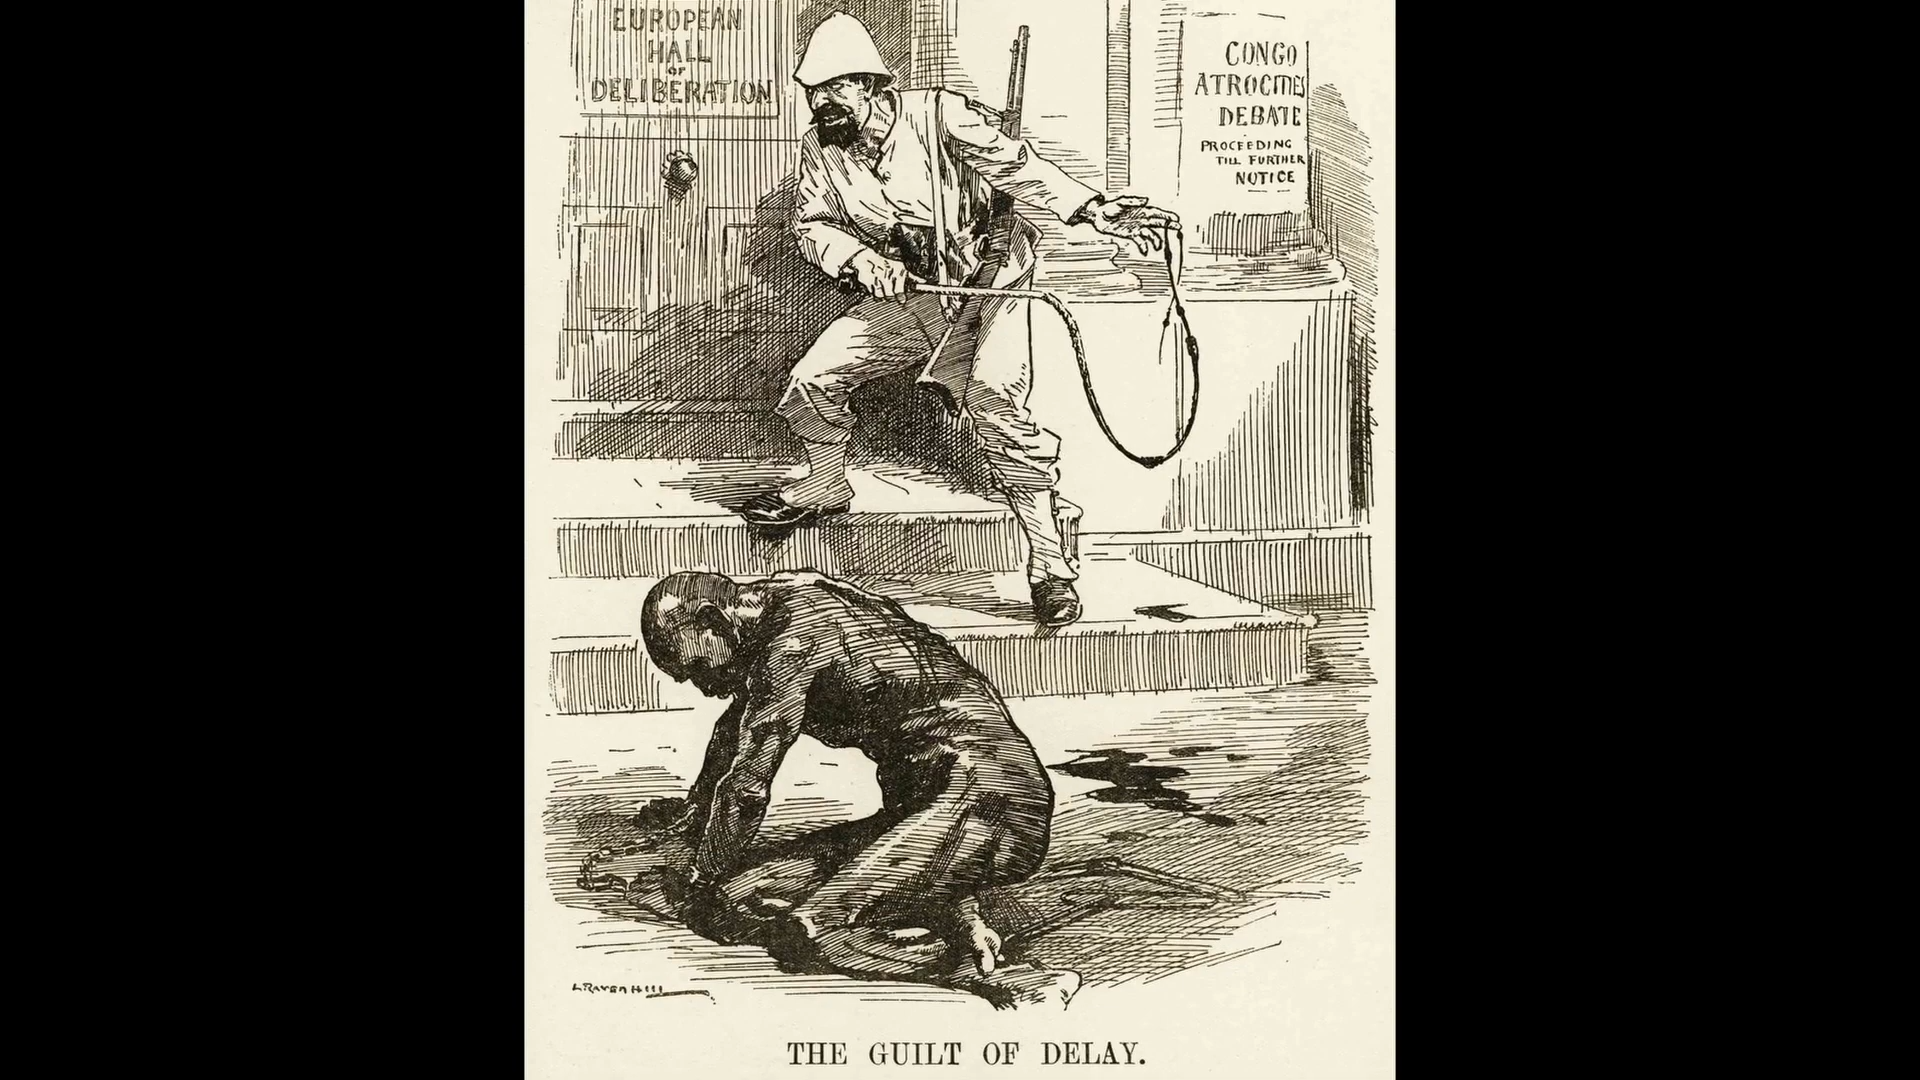 EUROPEAN
HALL
OF
DELIBERATION
CONGO
ATROCITIES
DEBATE
PROCEEDING
TILL FURTHER
NOTICE
L. RAVEN HILL
THE GUILT OF DELAY.